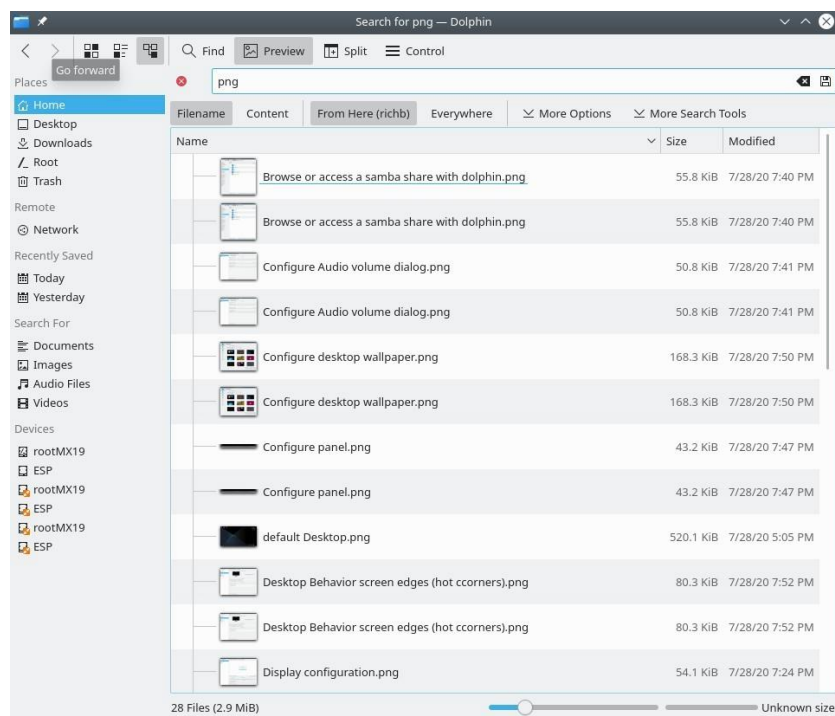 Search for png — Dolphin
Find Preview Split Control
Go forward
Places
png
Home
Desktop
Downloads
Root
Trash
Remote
Network
Recently Saved
Today
Yesterday
Search For
Documents
Images
Audio Files
Videos
Devices
rootMX19
ESP
rootMX19
ESP
rootMX19
ESP
Filename Content From Here (richb) Everywhere More Options More Search Tools
Name Size Modified
Browse or access a samba share with dolphin.png 55.8 KiB 7/28/20 7:40 PM
Browse or access a samba share with dolphin.png 55.8 KiB 7/28/20 7:40 PM
Configure Audio volume dialog.png 50.8 KiB 7/28/20 7:41 PM
Configure Audio volume dialog.png 50.8 KiB 7/28/20 7:41 PM
Configure desktop wallpaper.png 168.3 KiB 7/28/20 7:50 PM
Configure desktop wallpaper.png 168.3 KiB 7/28/20 7:50 PM
Configure panel.png 43.2 KiB 7/28/20 7:47 PM
Configure panel.png 43.2 KiB 7/28/20 7:47 PM
default Desktop.png 520.1 KiB 7/28/20 5:05 PM
Desktop Behavior screen edges (hot ccorners).png 80.3 KiB 7/28/20 7:52 PM
Desktop Behavior screen edges (hot ccorners).png 80.3 KiB 7/28/20 7:52 PM
Display configuration.png 54.1 KiB 7/28/20 7:24 PM
28 Files (2.9 MiB) Unknown size